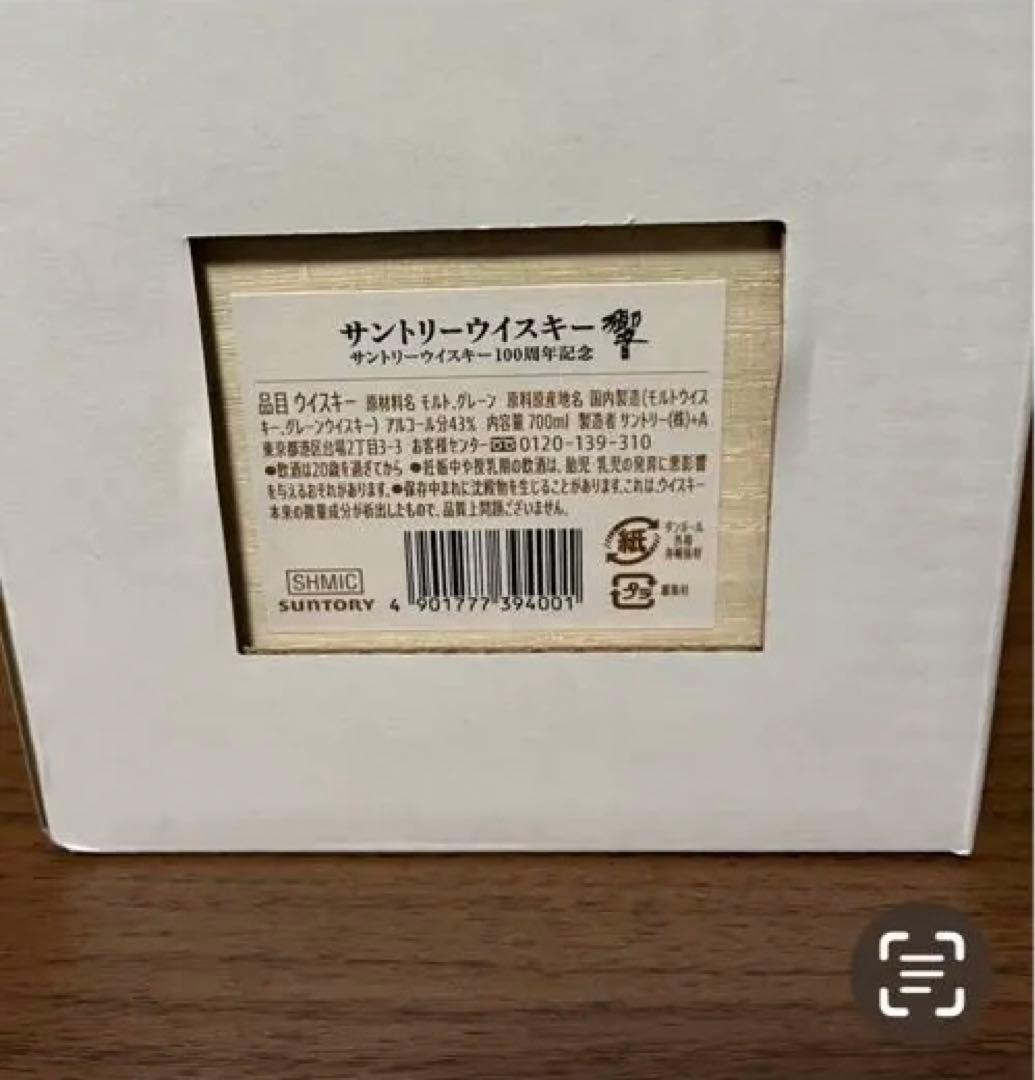 サントリーウイスキー 響
サントリーウイスキー100周年記念
品目 ウイスキー 原材料名 モルト、グレーン 原料原産地名 国内製造(モルトウイス
キー、グレーンウイスキー) アルコール分43% 内容量 700ml 製造者 サントリー(株)+A
東京都港区台場2丁目3-3 お客様センター 0120-139-310
●飲酒は20歳を過ぎてから ●妊娠中や授乳期の飲酒は、胎児・乳児の発育に悪影響
を与えるおそれがあります。●保存中まれに沈殿物を生じることがあります。これは、ウイスキー
本来の微量成分が析出したもので、品質上問題ございません。
紙
ダンボール
外箱
SHMIC
SUNTORY
4 901777 394001
プラ